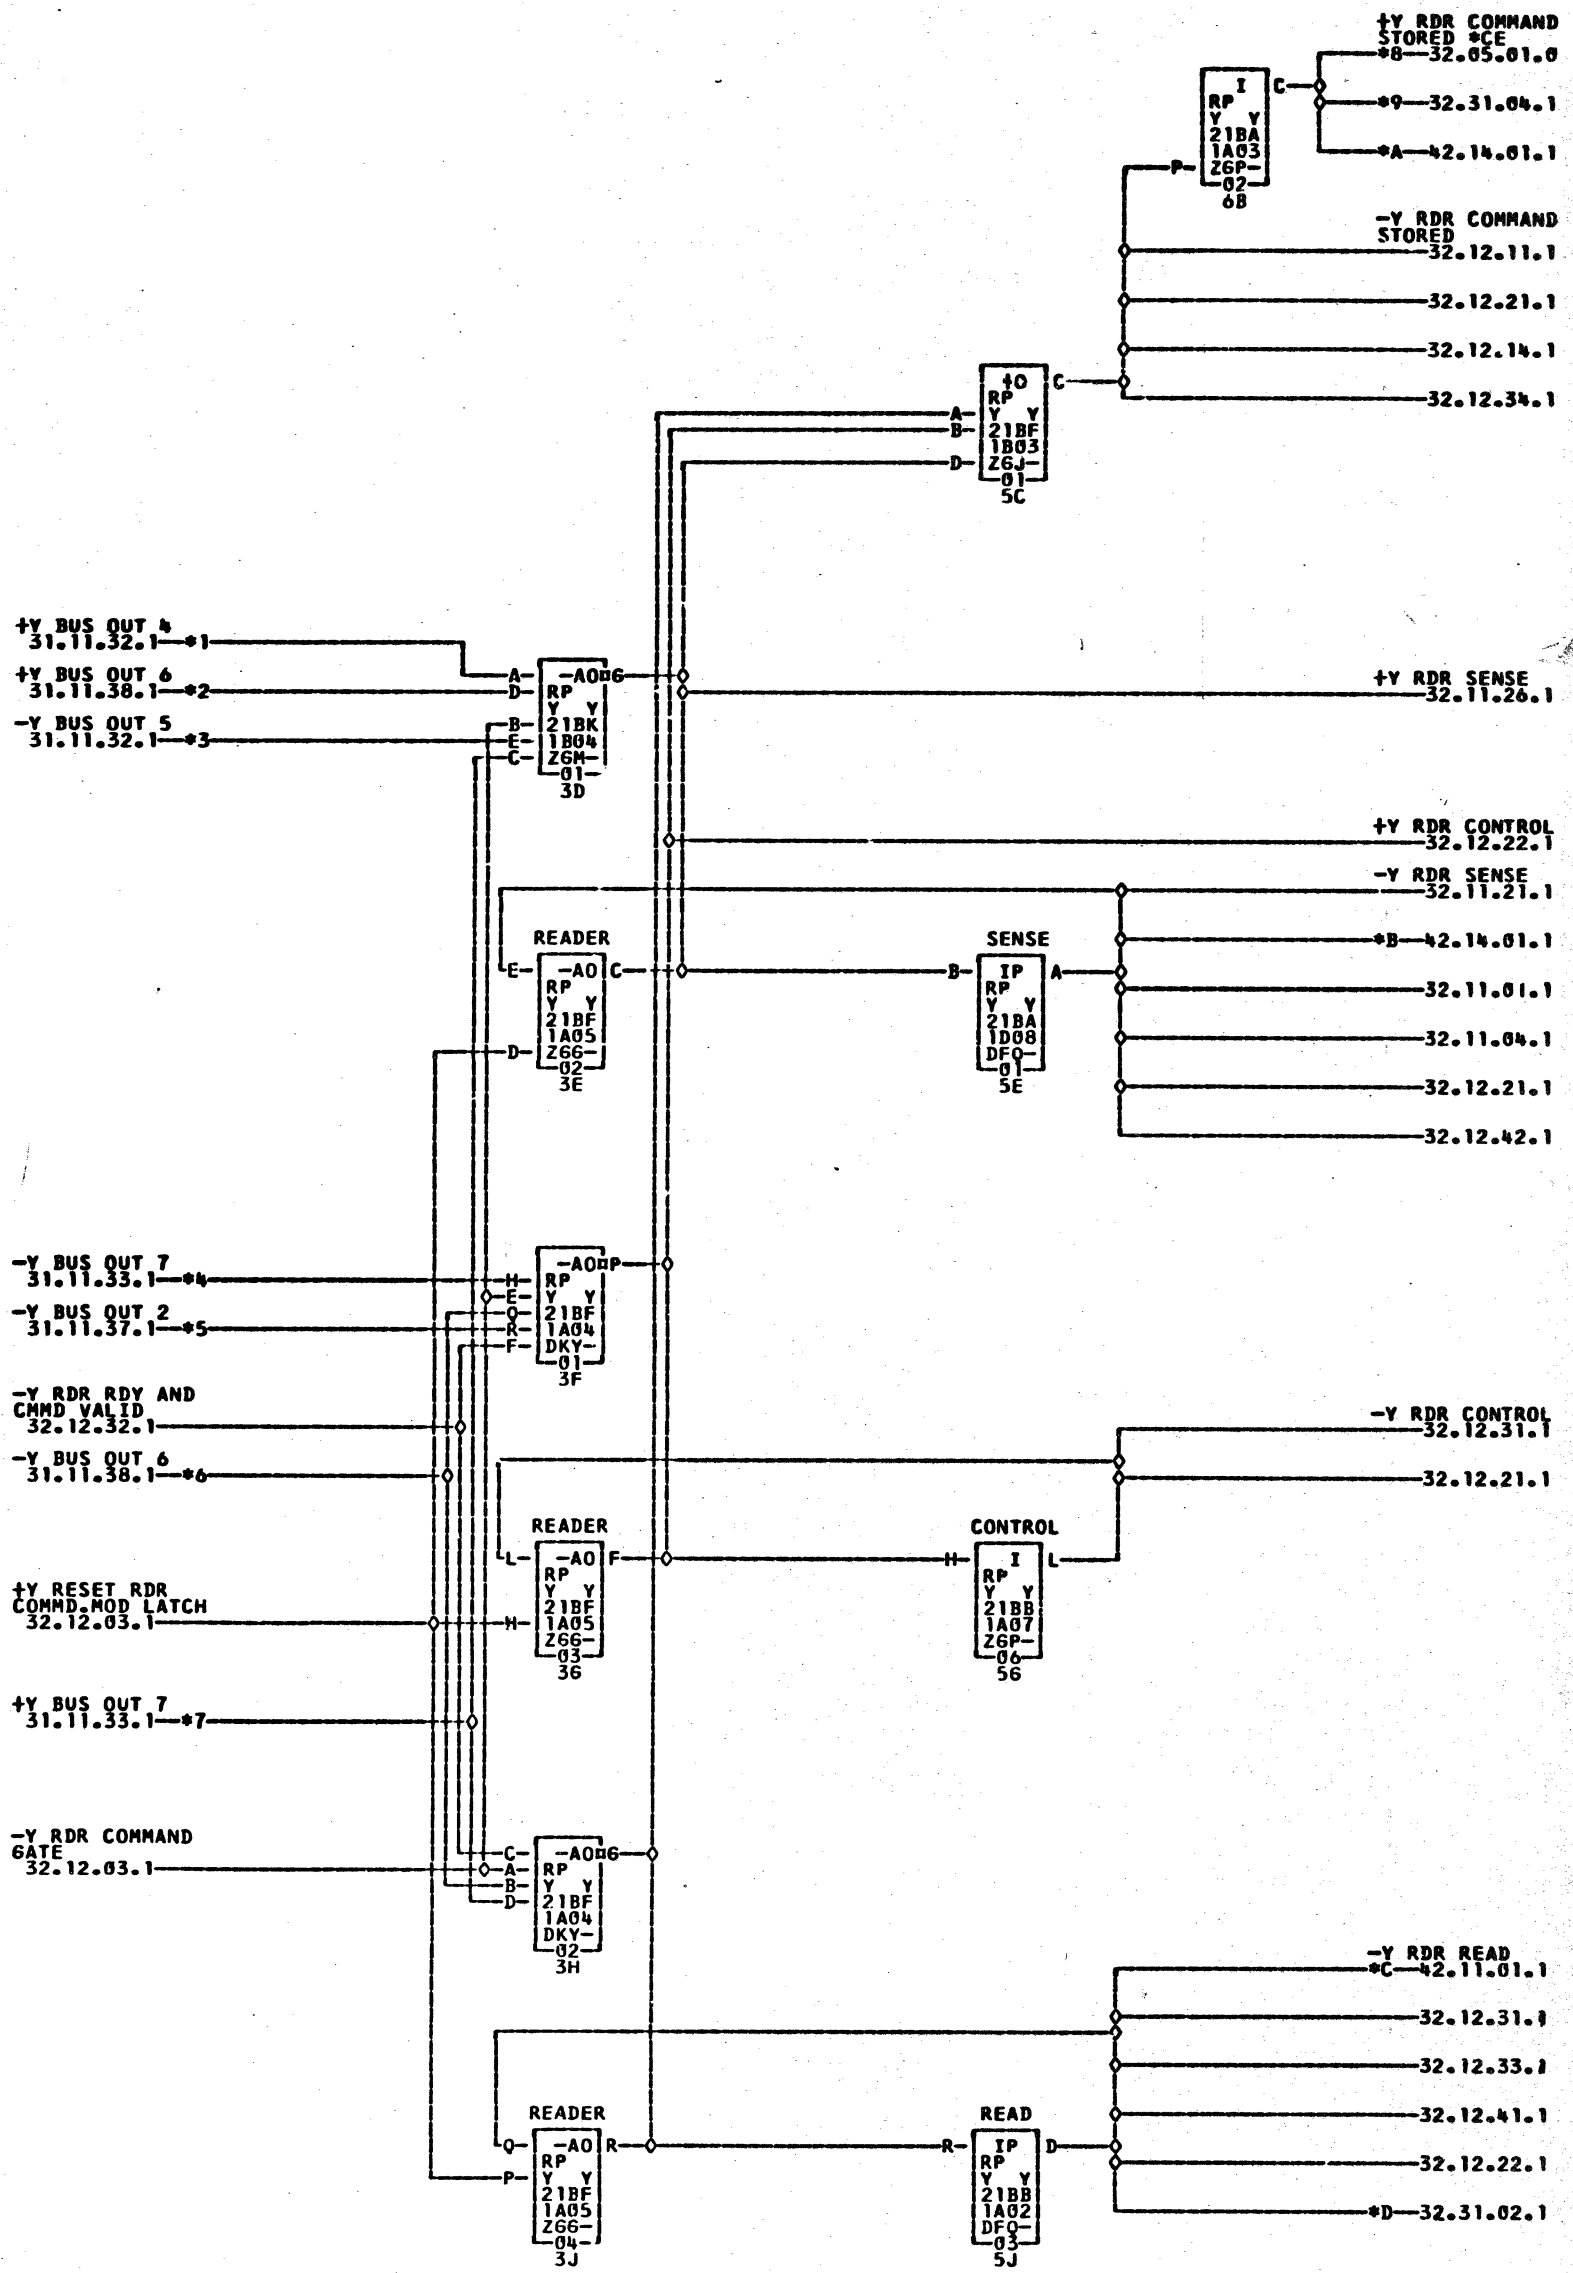 +Y RDR COMMAND
STORED *CE
*8—32.05.01.0
I C
RP
*9—32.31.04.1
Y Y
21BA
1A03
*A—42.14.01.1
P Z6P-
02
6B
-Y RDR COMMAND
STORED
32.12.11.1
32.12.21.1
32.12.14.1
+O C
RP
32.12.34.1
A Y Y
B 21BF
1B03
D Z6J-
01
5C
+Y BUS OUT 4
31.11.32.1—*1
+Y BUS OUT 6
31.11.38.1—*2
-Y BUS OUT 5
31.11.32.1—*3
A -AO G
D RP
Y Y
B 21BK
E 1B04
C Z6M-
01
3D
+Y RDR SENSE
32.11.26.1
+Y RDR CONTROL
32.12.22.1
-Y RDR SENSE
32.11.21.1
*B—42.14.01.1
32.11.01.1
32.11.04.1
32.12.21.1
32.12.42.1
READER
E -AO C
RP
Y Y
21BF
1A05
D Z66-
02
3E
SENSE
B IP A
RP
Y Y
21BA
1D08
DFQ-
01
5E
-Y BUS OUT 7
31.11.33.1—*4
-Y BUS OUT 2
31.11.37.1—*5
-Y RDR RDY AND
CMMD VALID
32.12.32.1
-Y BUS OUT 6
31.11.38.1—*6
-AO P
H RP
E Y Y
Q 21BF
R 1A04
F DKY-
01
3F
-Y RDR CONTROL
32.12.31.1
32.12.21.1
READER
L -AO F
RP
Y Y
21BF
H 1A05
Z66-
03
3G
CONTROL
H I L
RP
Y Y
21BB
1A07
Z6P-
06
5G
+Y RESET RDR
COMMD.MOD LATCH
32.12.03.1
+Y BUS OUT 7
31.11.33.1—*7
-Y RDR COMMAND
GATE
32.12.03.1
C -AO G
A RP
B Y Y
D 21BF
1A04
DKY-
02
3H
-Y RDR READ
*C—42.11.01.1
32.12.31.1
32.12.33.1
32.12.41.1
32.12.22.1
*D—32.31.02.1
READER
Q -AO R
RP
P Y Y
21BF
1A05
Z66-
04
3J
READ
R IP D
RP
Y Y
21BB
1A02
DFQ-
03
5J